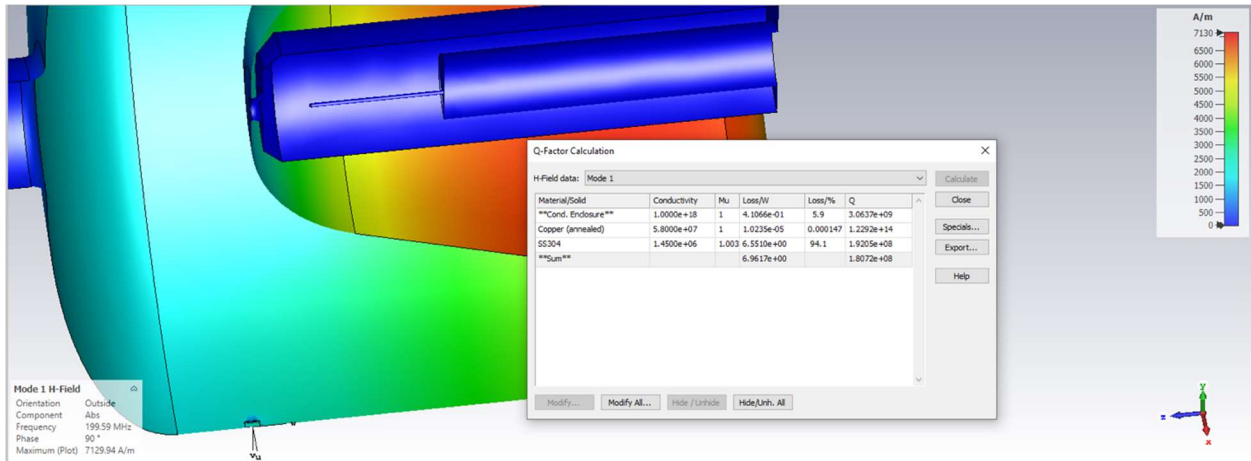 A/m
7130
6500
6000
5500
5000
4500
4000
3500
3000
2500
2000
1500
1000
500
0
Q-Factor Calculation
H-Field data: Mode 1 Calculate
Material/Solid Conductivity Mu Loss/W Loss/% Q Close
**Cond. Enclosure** 1.0000e+18 1 4.1066e-01 5.9 3.0637e+09
Copper (annealed) 5.8000e+07 1 1.0235e-05 0.000147 1.2292e+14 Specials...
SS304 1.4500e+06 1.003 6.5510e+00 94.1 1.9205e+08 Export...
**Sum** 6.9617e+00 1.8072e+08
Help
Modify... Modify All... Hide / Unhide Hide/Unh. All
Mode 1 H-Field
Orientation Outside
Component Abs
Frequency 199.59 MHz
Phase 90 °
Maximum (Plot) 7129.94 A/m
v
u
y
z
x